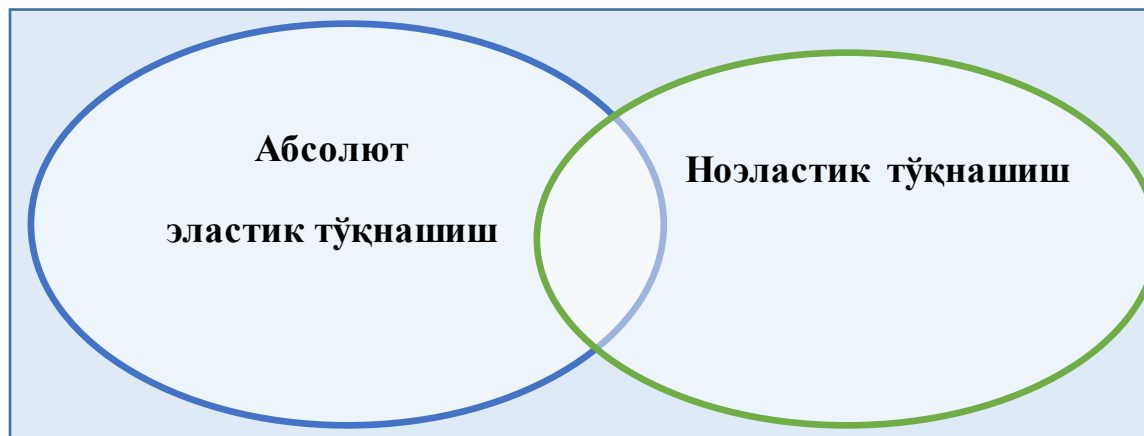 Абсолют
эластик тўқнашиш
Ноэластик тўқнашиш